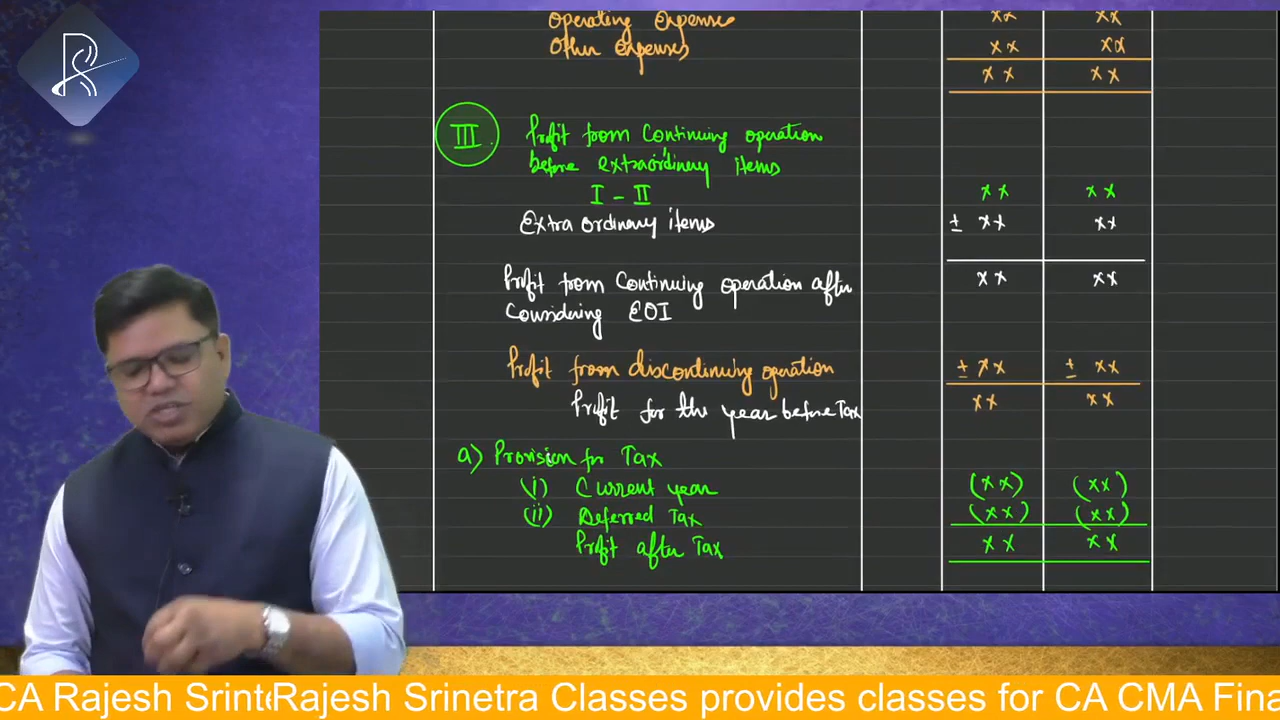 RS
Operating Expenses xx xx
Other Expenses xx xx
xx xx
III. Profit from Continuing operation
before extraordinary items
I - II xx xx
Extra ordinary items ± xx xx
Profit from Continuing operation after xx xx
Considering EOI
Profit from discontinuing operation ± xx ± xx
Profit for the year before Tax xx xx
a) Provision for Tax
(i) Current year (xx) (xx)
(ii) Deferred Tax (xx) (xx)
Profit after Tax xx xx
CA Rajesh Srinte Rajesh Srinetra Classes provides classes for CA CMA Fina